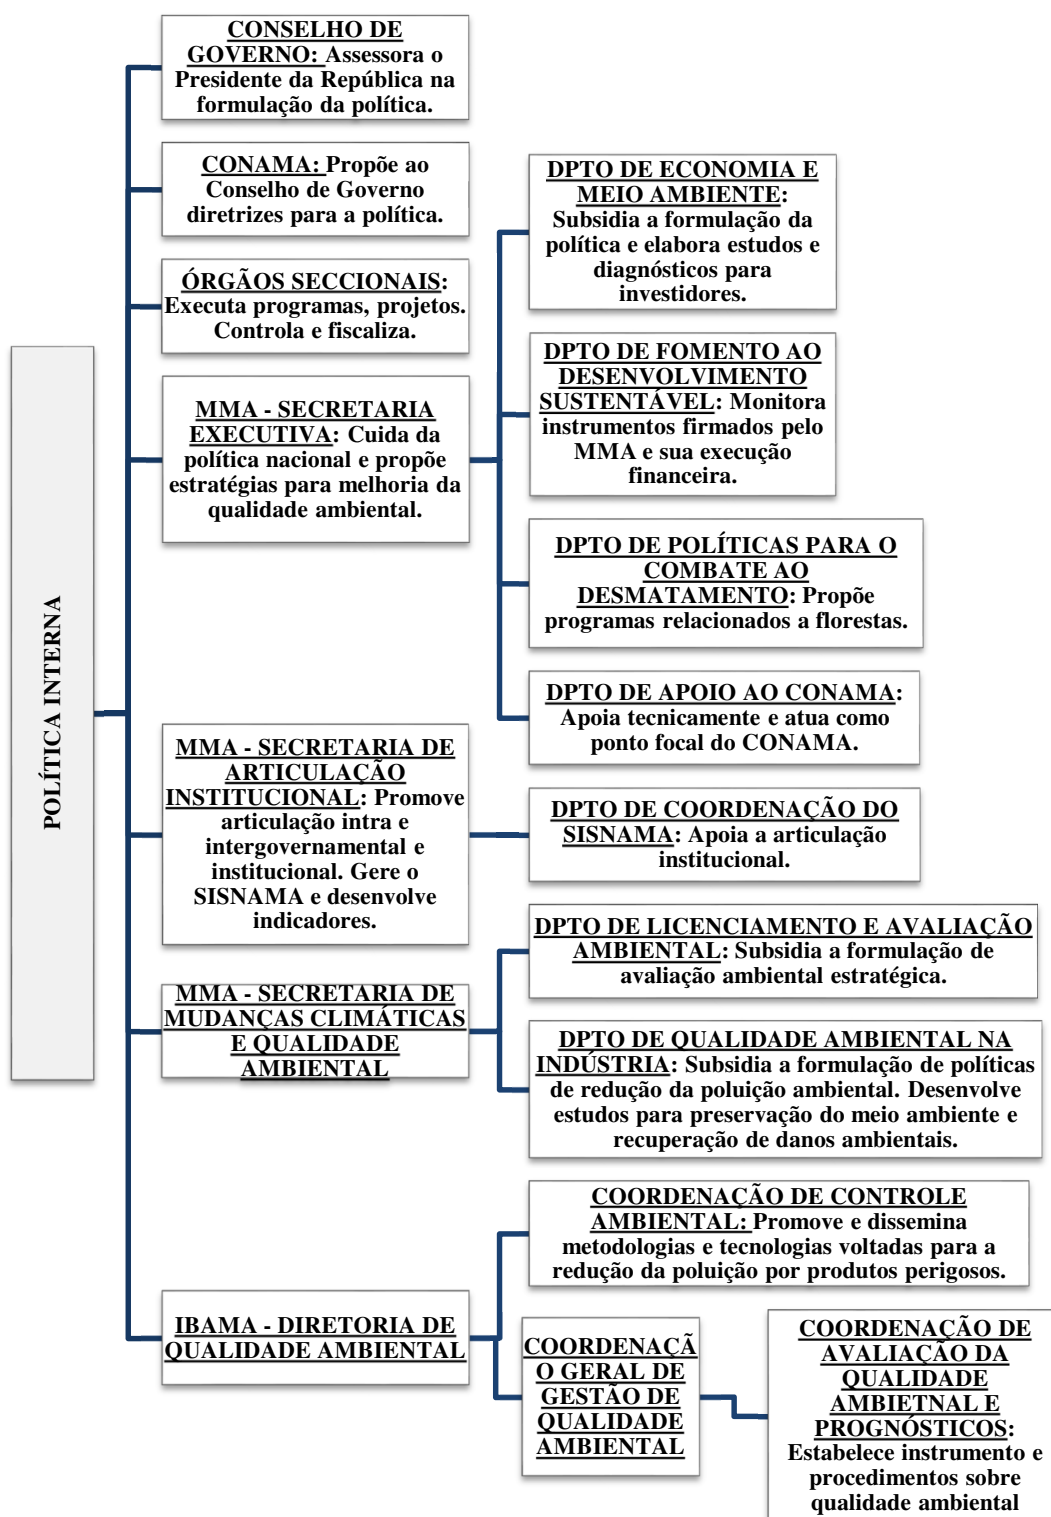 POLÍTICA INTERNA
CONSELHO DE
GOVERNO: Assessora o
Presidente da República na
formulação da política.
CONAMA: Propõe ao
Conselho de Governo
diretrizes para a política.
ÓRGÃOS SECCIONAIS:
Executa programas, projetos.
Controla e fiscaliza.
MMA - SECRETARIA
EXECUTIVA: Cuida da
política nacional e propõe
estratégias para melhoria da
qualidade ambiental.
DPTO DE ECONOMIA E
MEIO AMBIENTE:
Subsidia a formulação da
política e elabora estudos e
diagnósticos para
investidores.
DPTO DE FOMENTO AO
DESENVOLVIMENTO
SUSTENTÁVEL: Monitora
instrumentos firmados pelo
MMA e sua execução
financeira.
DPTO DE POLÍTICAS PARA O
COMBATE AO
DESMATAMENTO: Propõe
programas relacionados a florestas.
DPTO DE APOIO AO CONAMA:
Apoia tecnicamente e atua como
ponto focal do CONAMA.
MMA - SECRETARIA DE
ARTICULAÇÃO
INSTITUCIONAL: Promove
articulação intra e
intergovernamental e
institucional. Gere o
SISNAMA e desenvolve
indicadores.
DPTO DE COORDENAÇÃO DO
SISNAMA: Apoia a articulação
institucional.
MMA - SECRETARIA DE
MUDANÇAS CLIMÁTICAS
E QUALIDADE
AMBIENTAL
DPTO DE LICENCIAMENTO E AVALIAÇÃO
AMBIENTAL: Subsidia a formulação de
avaliação ambiental estratégica.
DPTO DE QUALIDADE AMBIENTAL NA
INDÚSTRIA: Subsidia a formulação de políticas
de redução da poluição ambiental. Desenvolve
estudos para preservação do meio ambiente e
recuperação de danos ambientais.
IBAMA - DIRETORIA DE
QUALIDADE AMBIENTAL
COORDENAÇÃO DE CONTROLE
AMBIENTAL: Promove e dissemina
metodologias e tecnologias voltadas para a
redução da poluição por produtos perigosos.
COORDENAÇÃ
O GERAL DE
GESTÃO DE
QUALIDADE
AMBIENTAL
COORDENAÇÃO DE
AVALIAÇÃO DA
QUALIDADE
AMBIETNAL E
PROGNÓSTICOS:
Estabelece instrumento e
procedimentos sobre
qualidade ambiental